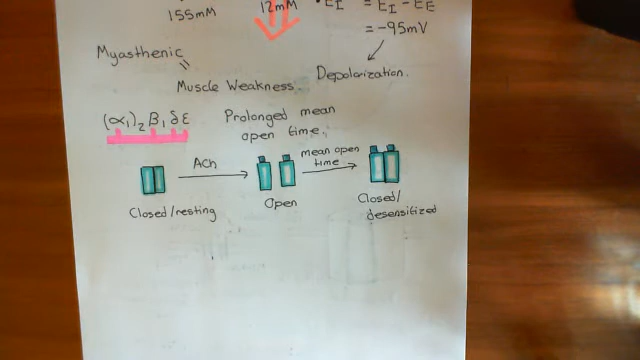 155mM
12mM
• E_I = E_I - E_E
= -95mV
Myasthenic
Muscle Weakness.
Depolarization.
(α₁)₂ β₁ δ ε
Prolonged mean
open time,
ACh
mean open
time
Closed/resting
Open
Closed/
desensitized